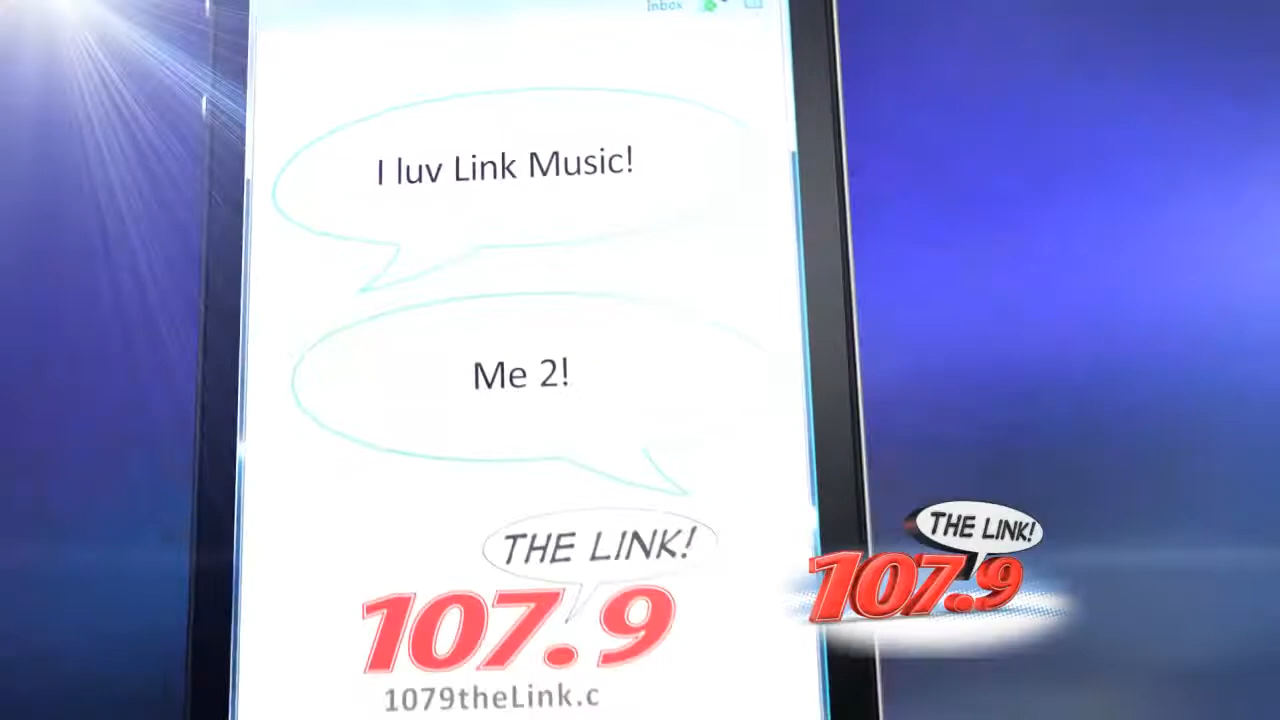 Inbox
I luv Link Music!
Me 2!
THE LINK!
107.9
1079theLink.c
THE LINK!
107.9